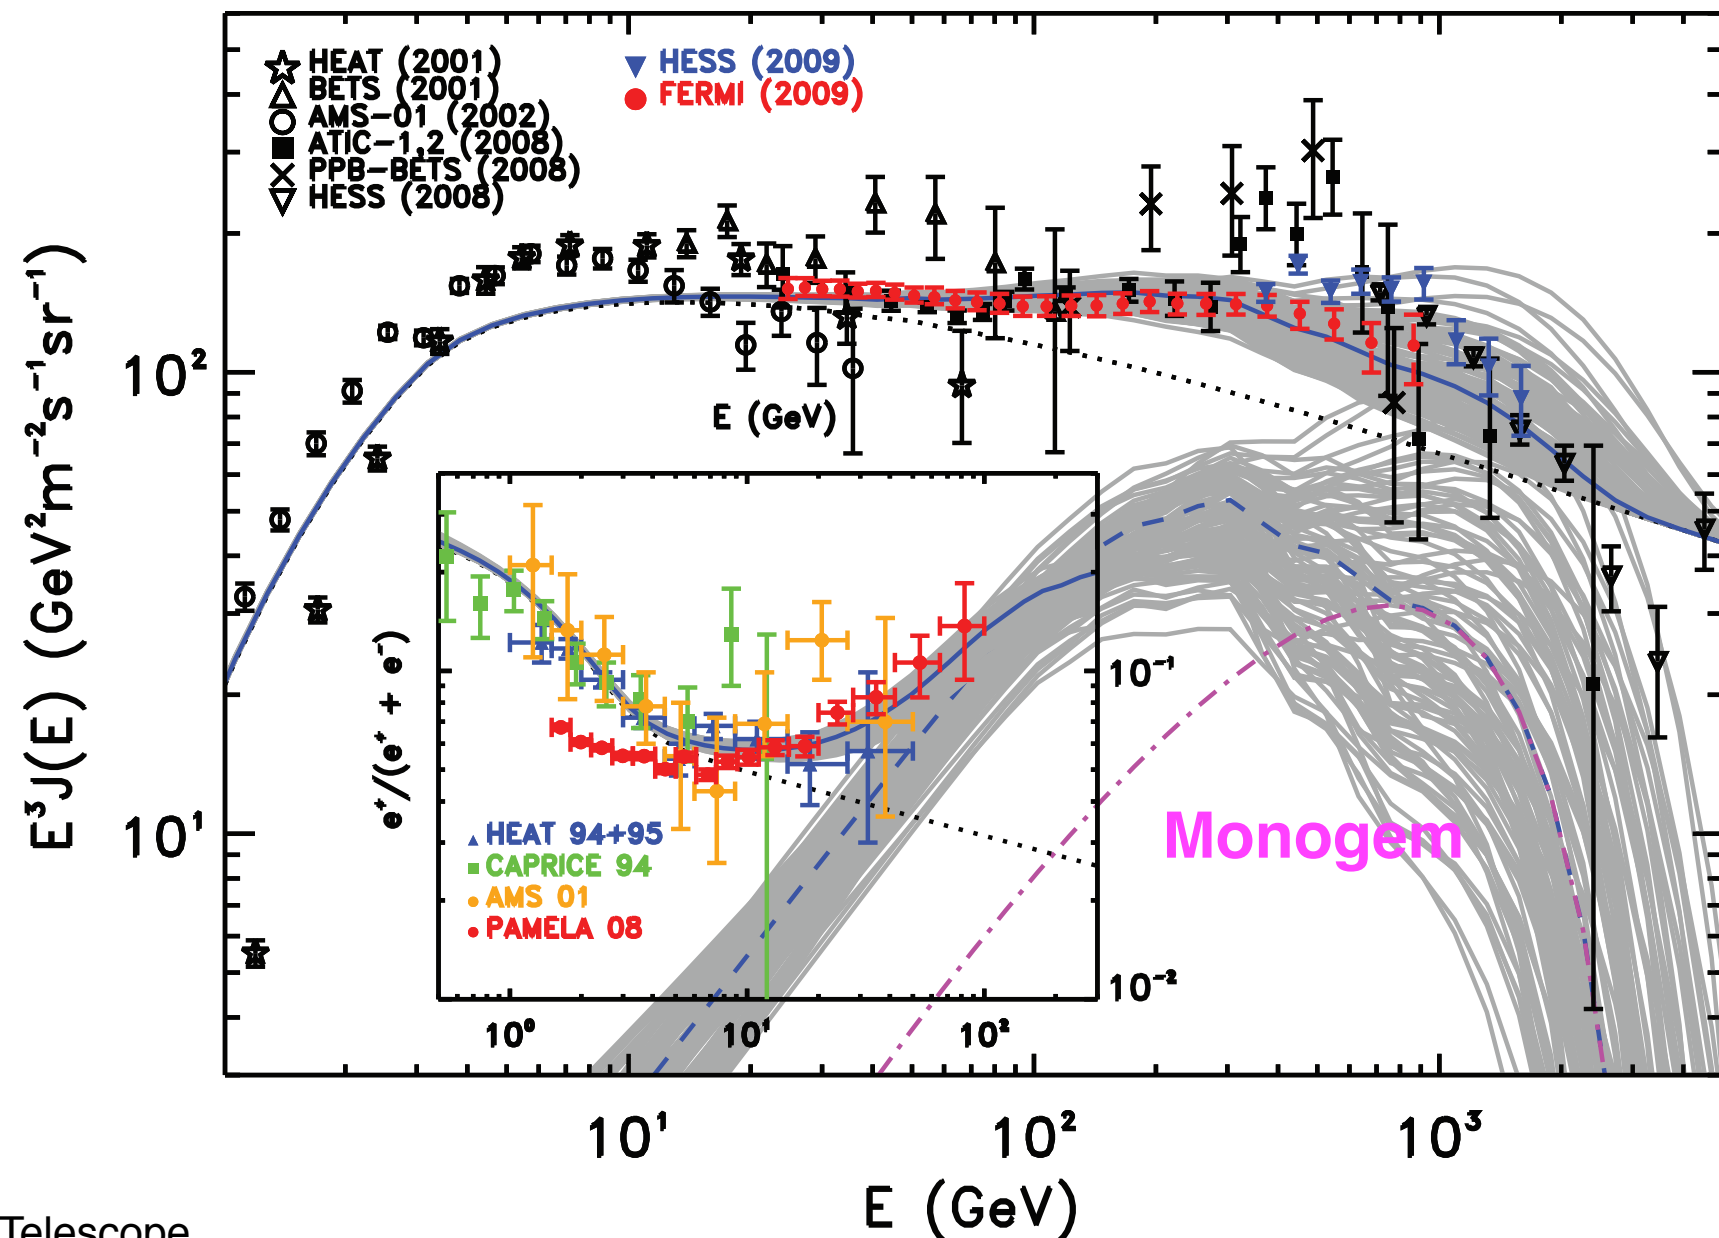 HEAT (2001)
BETS (2001)
AMS-01 (2002)
ATIC-1,2 (2008)
PPB-BETS (2008)
HESS (2008)
HESS (2009)
FERMI (2009)
E³J(E) (GeV²m⁻²s⁻¹sr⁻¹)
10²
10¹
E (GeV)
e⁺/(e⁺ + e⁻)
10⁻¹
10⁻²
HEAT 94+95
CAPRICE 94
AMS 01
PAMELA 08
10⁰ 10¹ 10²
Monogem
10¹ 10² 10³
E (GeV)
Telescope